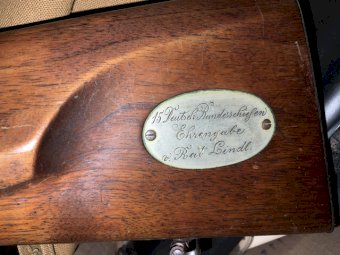 15. Deutsch. Bundesschießen
Ehrengabe
v. Rat Lindl.